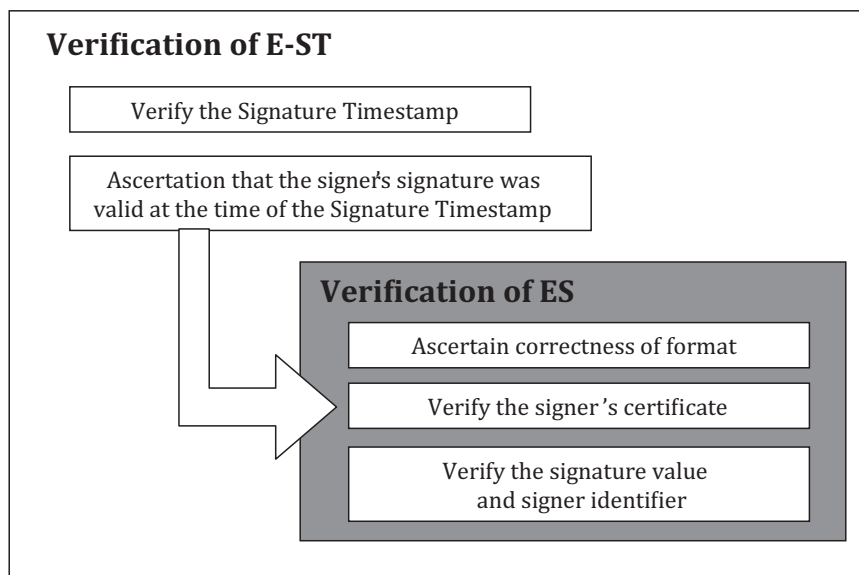 Verification of E-ST
Verify the Signature Timestamp
Ascertation that the signer's signature was
valid at the time of the Signature Timestamp
Verification of ES
Ascertain correctness of format
Verify the signer's certificate
Verify the signature value
and signer identifier